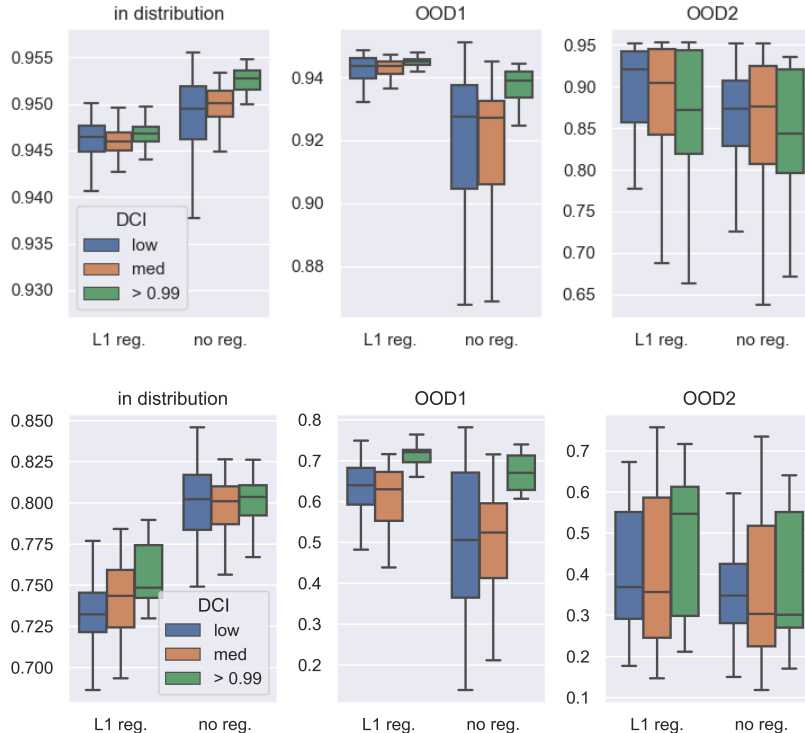 in distribution
OOD1
OOD2
0.955
0.950
0.945
0.940
0.935
0.930
DCI
low
med
> 0.99
L1 reg.
no reg.
0.94
0.92
0.90
0.88
L1 reg.
no reg.
0.95
0.90
0.85
0.80
0.75
0.70
0.65
L1 reg.
no reg.
in distribution
OOD1
OOD2
0.850
0.825
0.800
0.775
0.750
0.725
0.700
DCI
low
med
> 0.99
L1 reg.
no reg.
0.8
0.7
0.6
0.5
0.4
0.3
0.2
L1 reg.
no reg.
0.7
0.6
0.5
0.4
0.3
0.2
0.1
L1 reg.
no reg.